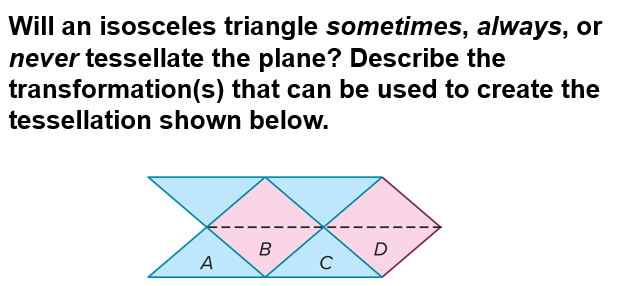 Will an isosceles triangle sometimes, always, or
never tessellate the plane? Describe the
transformation(s) that can be used to create the
tessellation shown below.
A B C D